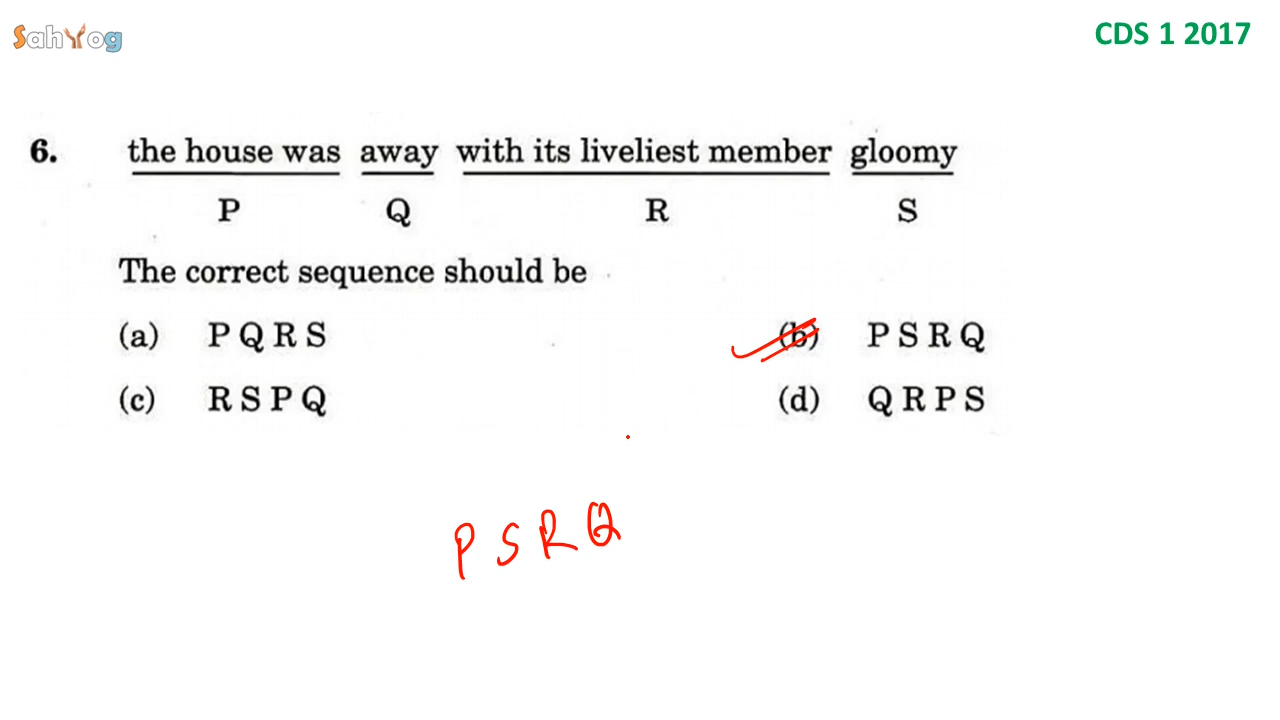 SahYog
CDS 1 2017
6. the house was away with its liveliest member gloomy
P Q R S
The correct sequence should be
(a) P Q R S (b) P S R Q
(c) R S P Q (d) Q R P S
P S R Q